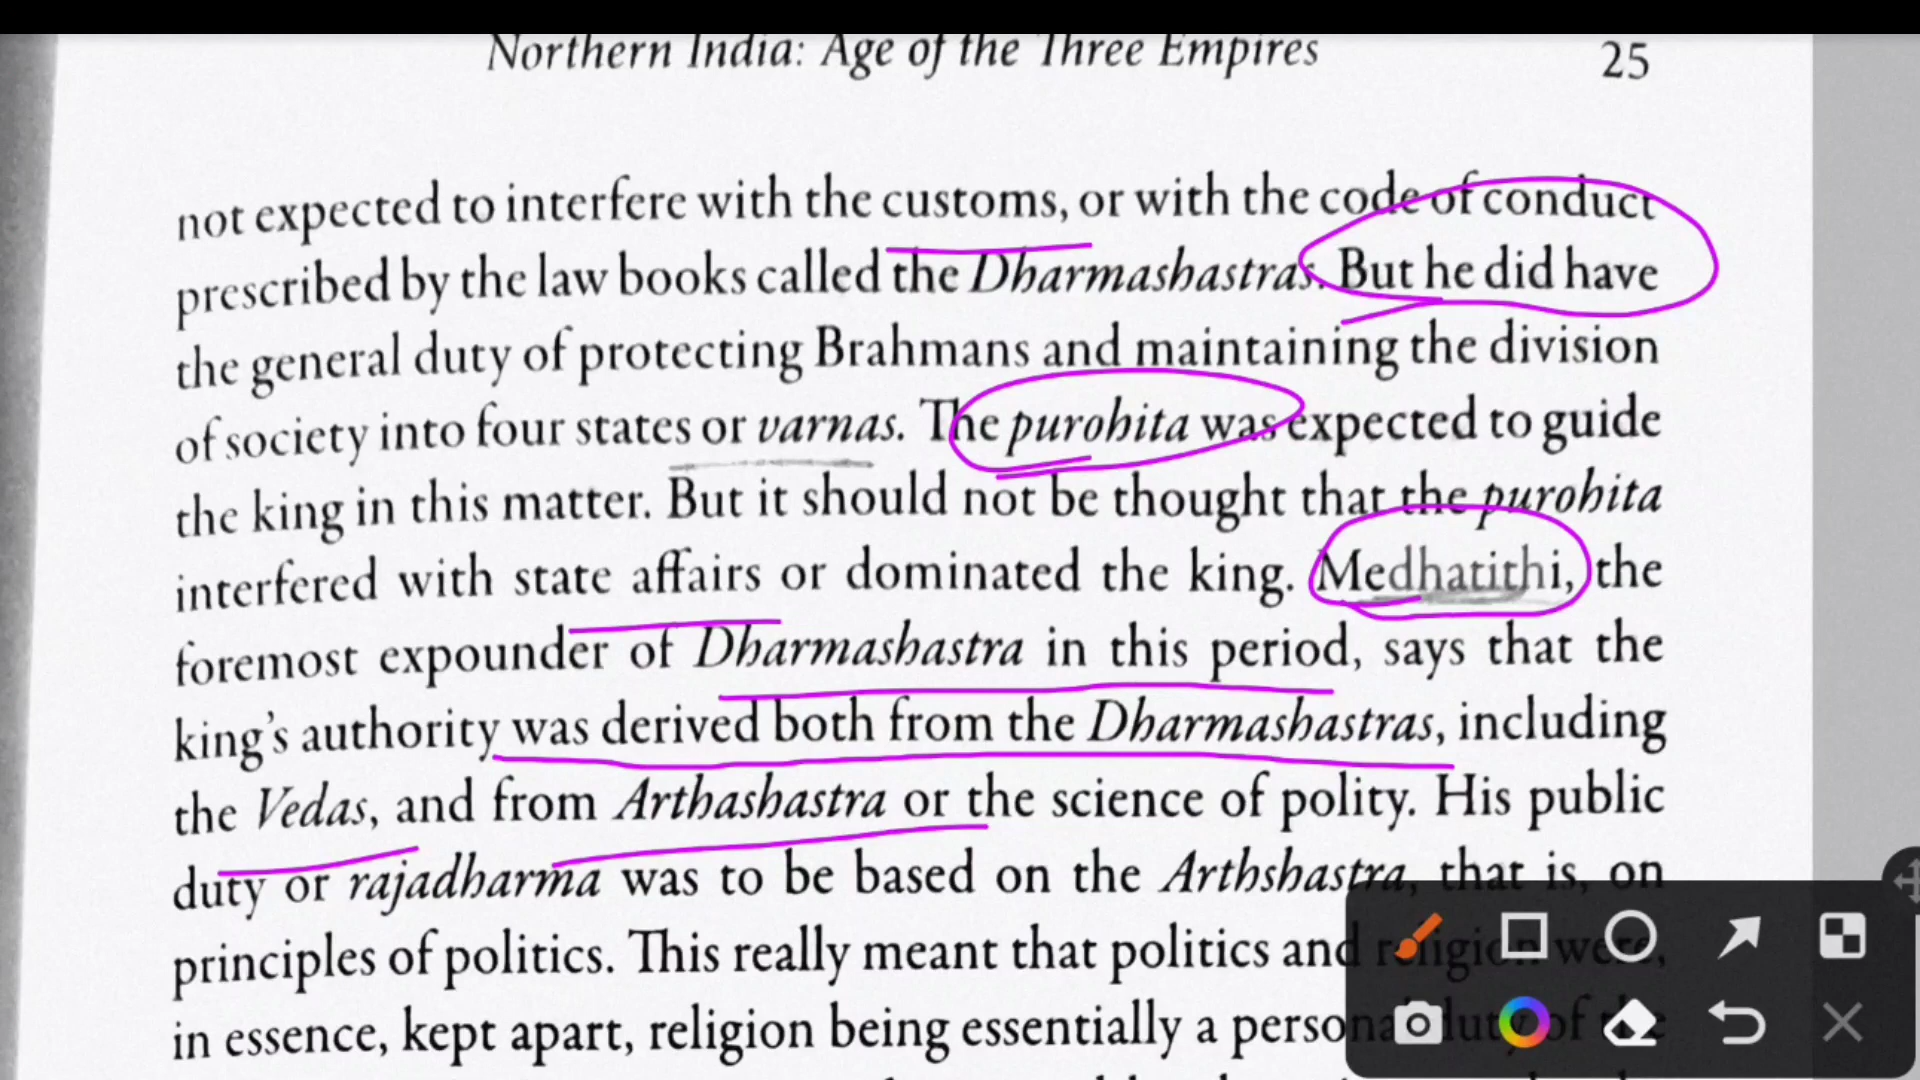 Northern India: Age of the Three Empires 25
not expected to interfere with the customs, or with the code of conduct
prescribed by the law books called the Dharmashastras. But he did have
the general duty of protecting Brahmans and maintaining the division
of society into four states or varnas. The purohita was expected to guide
the king in this matter. But it should not be thought that the purohita
interfered with state affairs or dominated the king. Medhatithi, the
foremost expounder of Dharmashastra in this period, says that the
king's authority was derived both from the Dharmashastras, including
the Vedas, and from Arthashastra or the science of polity. His public
duty or rajadharma was to be based on the Arthshastra, that is, on
principles of politics. This really meant that politics and religion were,
in essence, kept apart, religion being essentially a personal duty of the